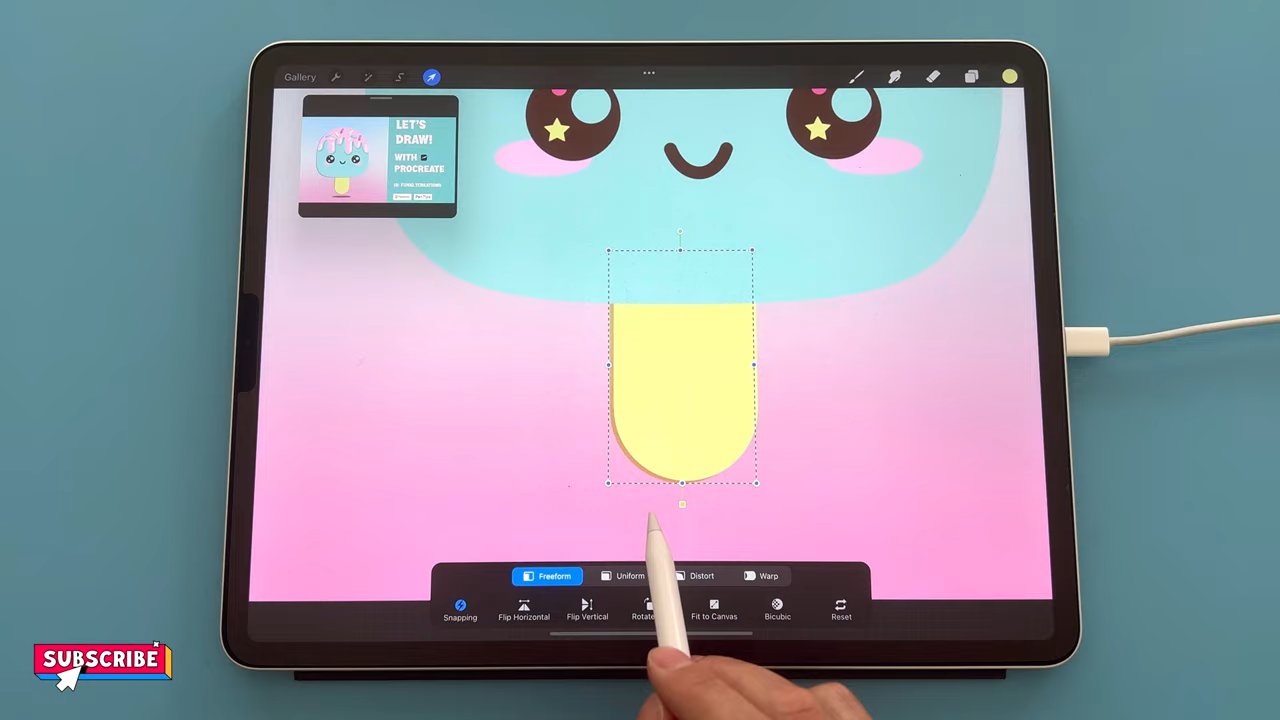 Gallery
LET'S
DRAW!
WITH
PROCREATE
Freeform
Uniform
Distort
Warp
Snapping
Flip Horizontal
Flip Vertical
Fit to Canvas
Bicubic
Reset
SUBSCRIBE